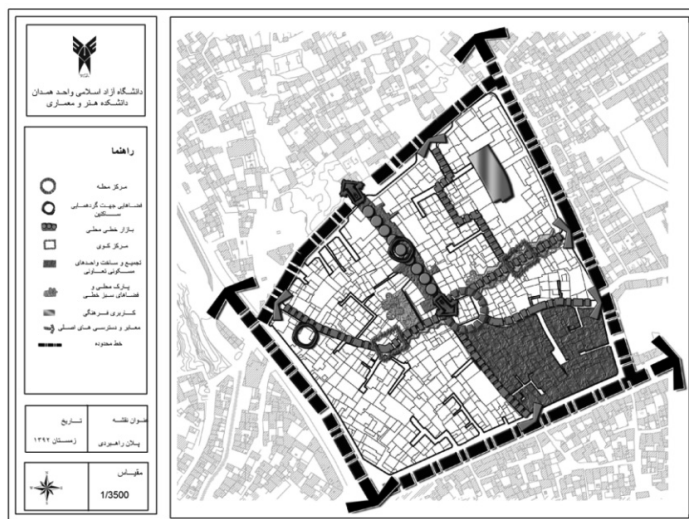 دانشگاه آزاد اسلامی واحد همدان
دانشکده هنر و معماری
راهنما
مرکز محله
فضاهایی جهت گردهمایی
ساکنین
بازار خطی محلی
مرکز کوی
تجمیع و ساخت واحدهای
مسکونی تعاونی
پارک محلی و
فضاهای سبز خطی
کاربری فرهنگی
معابر و دسترسی های اصلی
خط محدوده
عنوان نقشه
تاریخ
پلان راهبردی
زمستان ۱۳۹۲
مقیاس
1/3500